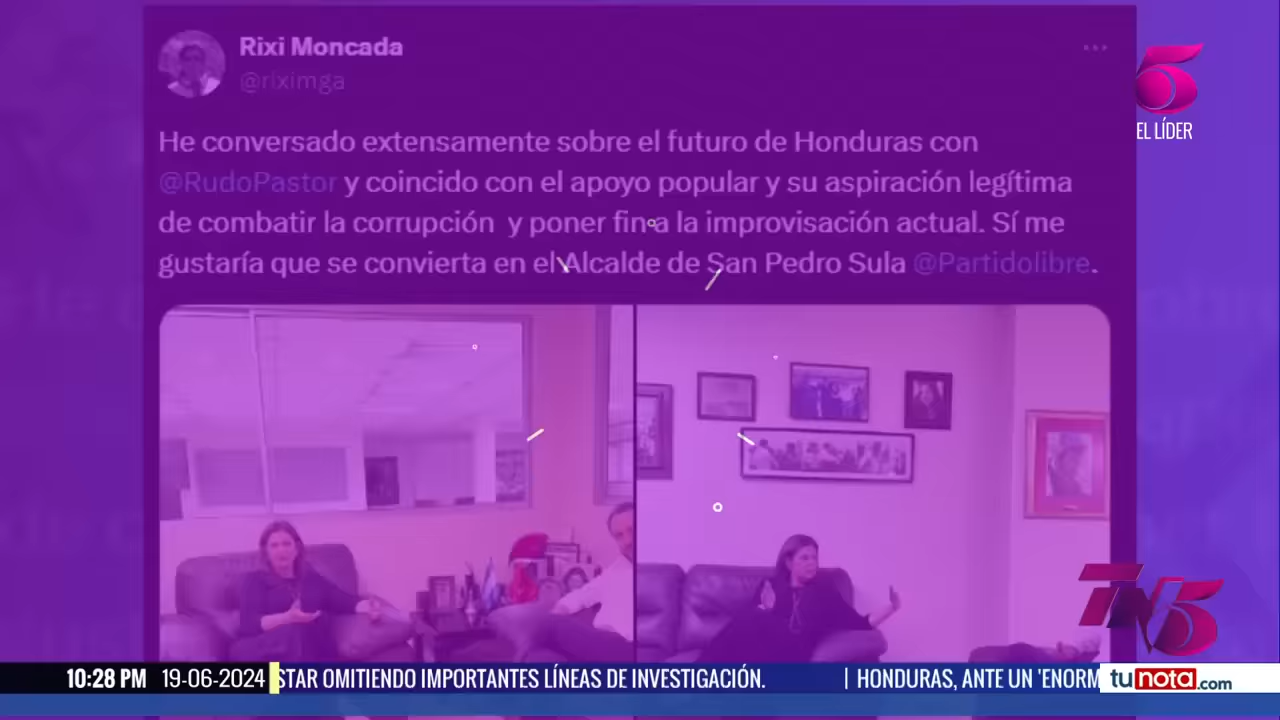 Rixi Moncada
@riximga
He conversado extensamente sobre el futuro de Honduras con
@RudoPastor y coincido con el apoyo popular y su aspiración legítima
de combatir la corrupción y poner fin a la improvisación actual. Sí me
gustaría que se convierta en el Alcalde de San Pedro Sula @Partidolibre.
5
EL LÍDER
TN5
10:28 PM 19-06-2024 STAR OMITIENDO IMPORTANTES LÍNEAS DE INVESTIGACIÓN. | HONDURAS, ANTE UN 'ENORM
tunota.com